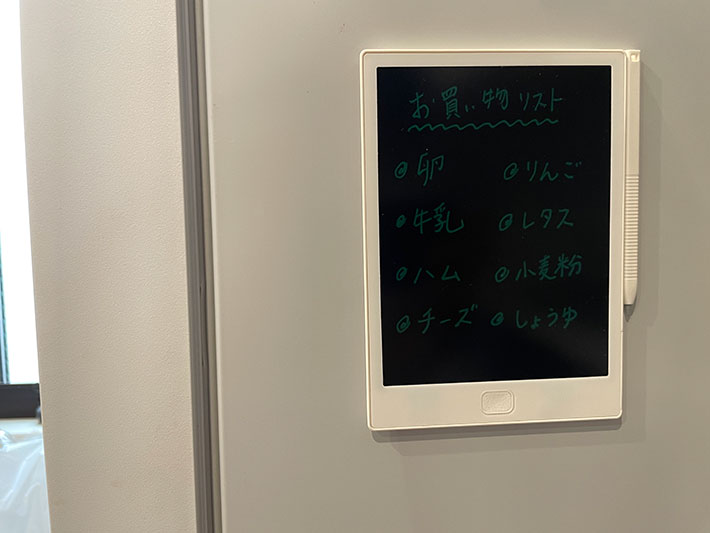 お買い物リスト
卵
牛乳
ハム
チーズ
りんご
レタス
小麦粉
しょうゆ